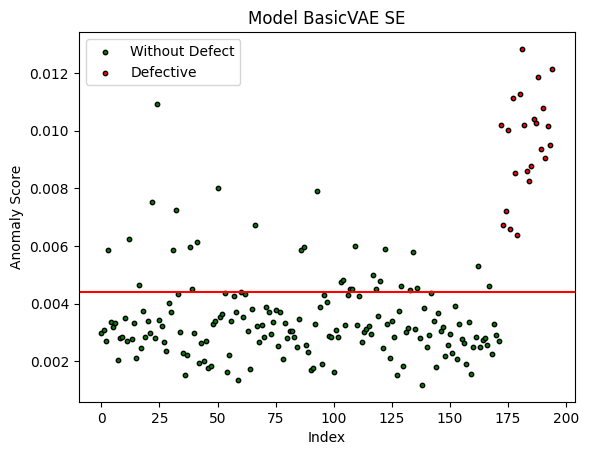 Model BasicVAE SE
Without Defect
Defective
Anomaly Score
0.012
0.010
0.008
0.006
0.004
0.002
0 25 50 75 100 125 150 175 200
Index